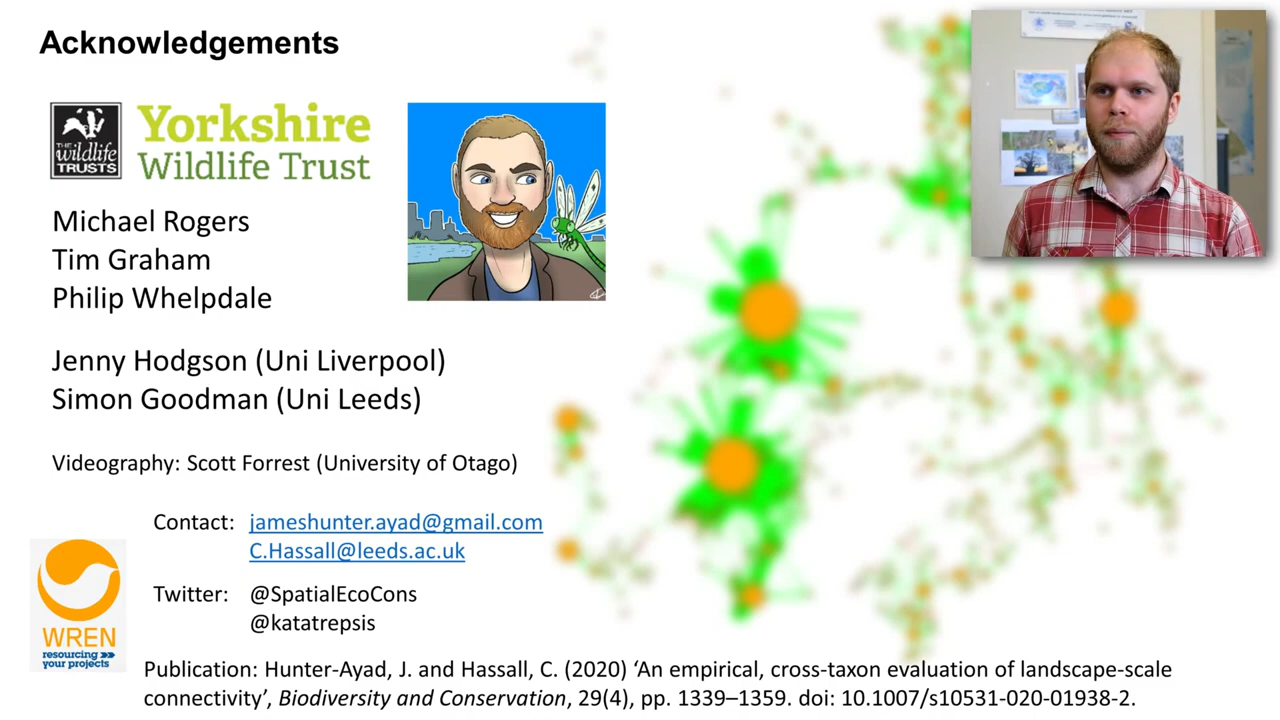 Acknowledgements
THE
wildlife
TRUSTS
Yorkshire
Wildlife Trust
Michael Rogers
Tim Graham
Philip Whelpdale
Jenny Hodgson (Uni Liverpool)
Simon Goodman (Uni Leeds)
Videography: Scott Forrest (University of Otago)
Contact: jameshunter.ayad@gmail.com
C.Hassall@leeds.ac.uk
Twitter: @SpatialEcoCons
@katatrepsis
WREN
resourcing
your projects
Publication: Hunter-Ayad, J. and Hassall, C. (2020) ‘An empirical, cross-taxon evaluation of landscape-scale
connectivity’, Biodiversity and Conservation, 29(4), pp. 1339–1359. doi: 10.1007/s10531-020-01938-2.